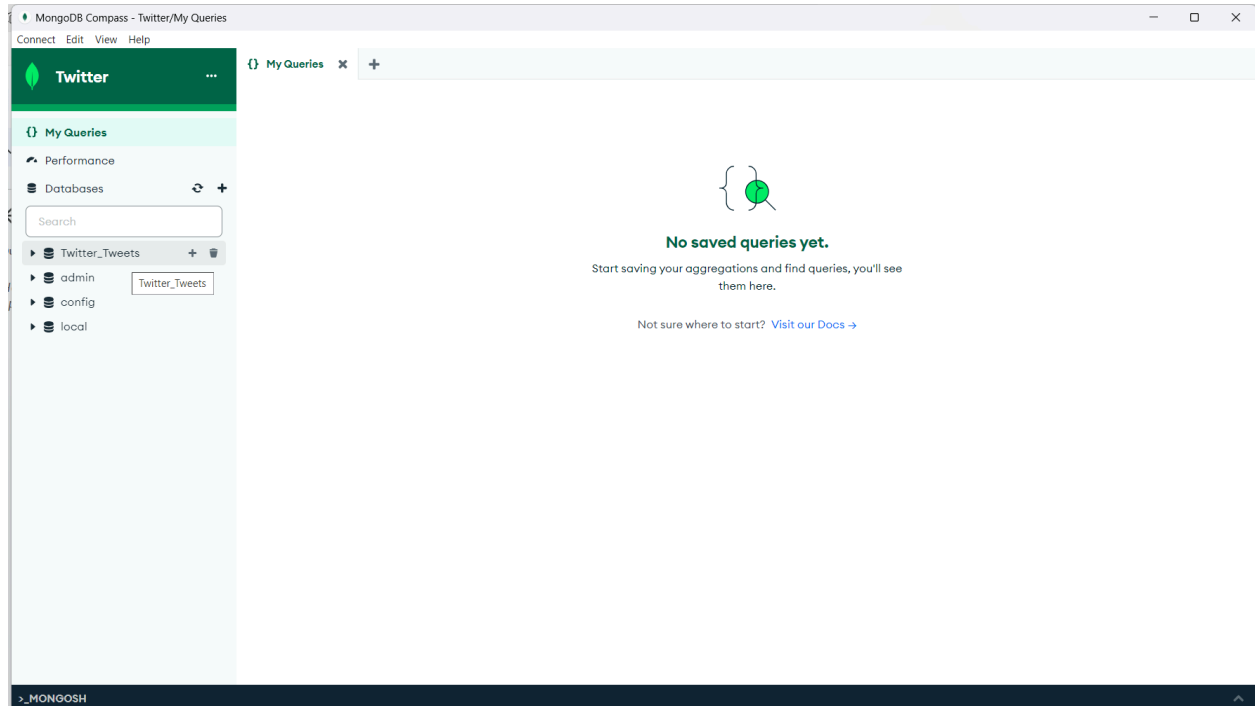 MongoDB Compass - Twitter/My Queries
Connect Edit View Help
Twitter
...
{} My Queries
Performance
Databases
Search
Twitter_Tweets
admin
Twitter_Tweets
config
local
{} My Queries
No saved queries yet.
Start saving your aggregations and find queries, you'll see
them here.
Not sure where to start? Visit our Docs →
>_MONGOSH